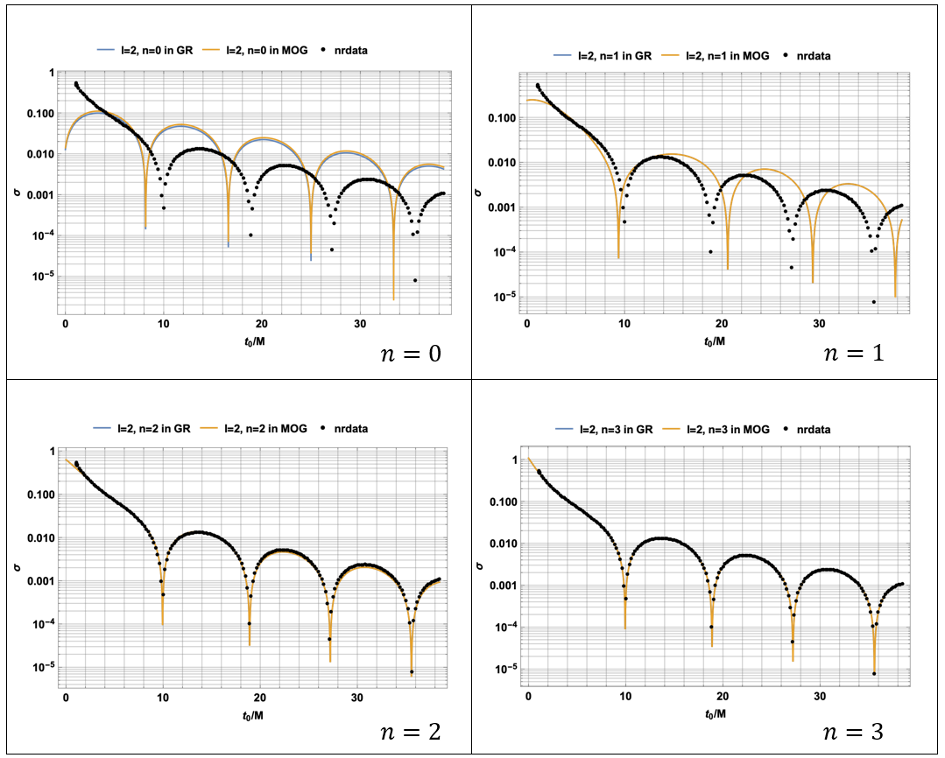 l=2, n=0 in GR l=2, n=0 in MOG nrdata
1
0.100
0.010
0.001
10⁻⁴
10⁻⁵
σ
0 10 20 30
t₀/M
n = 0
l=2, n=1 in GR l=2, n=1 in MOG nrdata
0.100
0.010
0.001
10⁻⁴
10⁻⁵
σ
0 10 20 30
t₀/M
n = 1
l=2, n=2 in GR l=2, n=2 in MOG nrdata
1
0.100
0.010
0.001
10⁻⁴
10⁻⁵
σ
0 10 20 30
t₀/M
n = 2
l=2, n=3 in GR l=2, n=3 in MOG nrdata
1
0.100
0.010
0.001
10⁻⁴
10⁻⁵
σ
0 10 20 30
t₀/M
n = 3